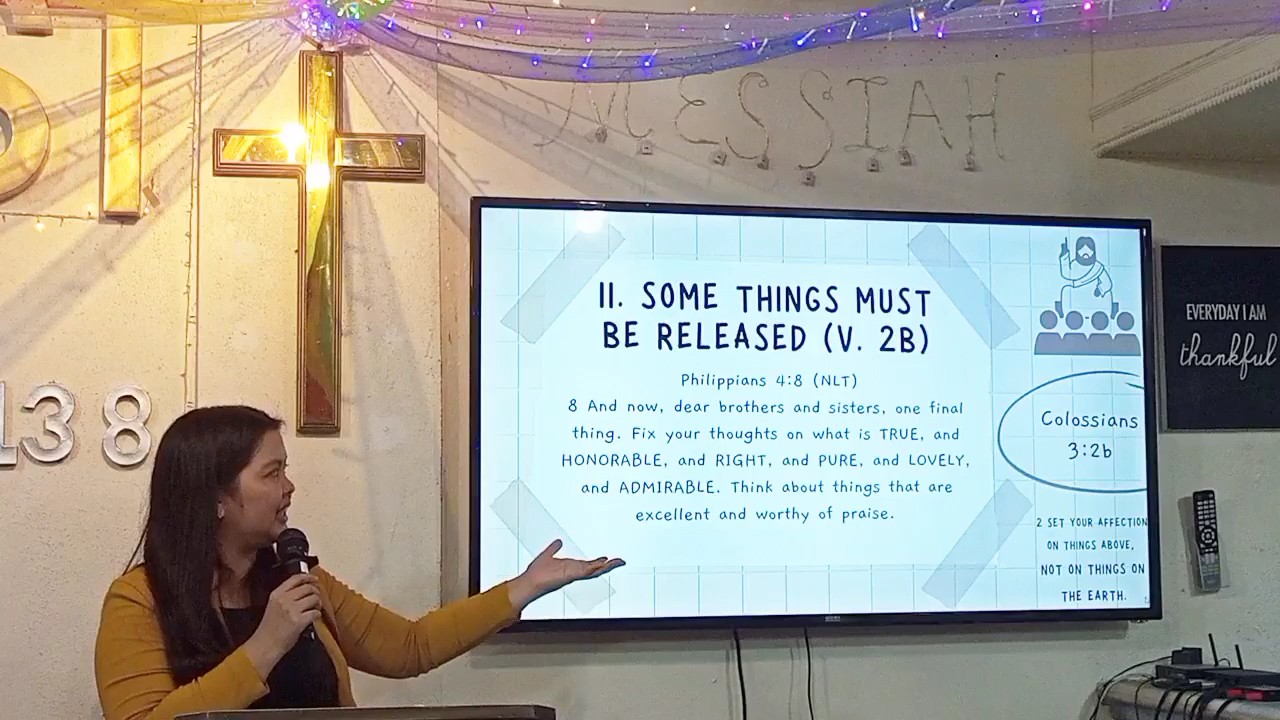 MESSIAH
138
II. SOME THINGS MUST
BE RELEASED (V. 2B)
Philippians 4:8 (NLT)
8 And now, dear brothers and sisters, one final
thing. Fix your thoughts on what is TRUE, and
HONORABLE, and RIGHT, and PURE, and LOVELY,
and ADMIRABLE. Think about things that are
excellent and worthy of praise.
Colossians
3:2b
2 SET YOUR AFFECTION
ON THINGS ABOVE,
NOT ON THINGS ON
THE EARTH.
EVERYDAY I AM
thankful